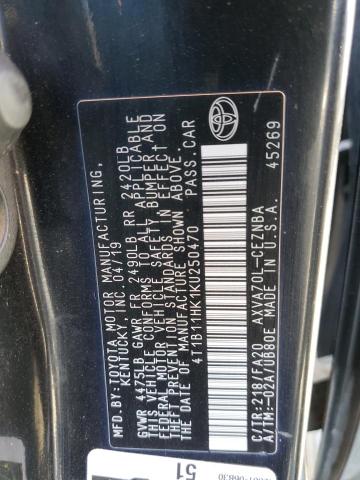 MFD.BY:TOYOTA MOTOR MANUFACTURING,
KENTUCKY, INC. 04/19
GVWR 4475LB GAWR FR 2490LB RR 2420LB
THIS VEHICLE CONFORMS TO ALL APPLICABLE
FEDERAL MOTOR VEHICLE SAFETY, BUMPER, AND
THEFT PREVENTION STANDARDS IN EFFECT ON
THE DATE OF MANUFACTURE SHOWN ABOVE.
4T1B11HK1KU250470 PASS.CAR
TOYOTA
45269
C/TR:218/FA20 AXVA70L-CEZNBA
A/TM:-02A/UB80E MADE IN U.S.A.
51